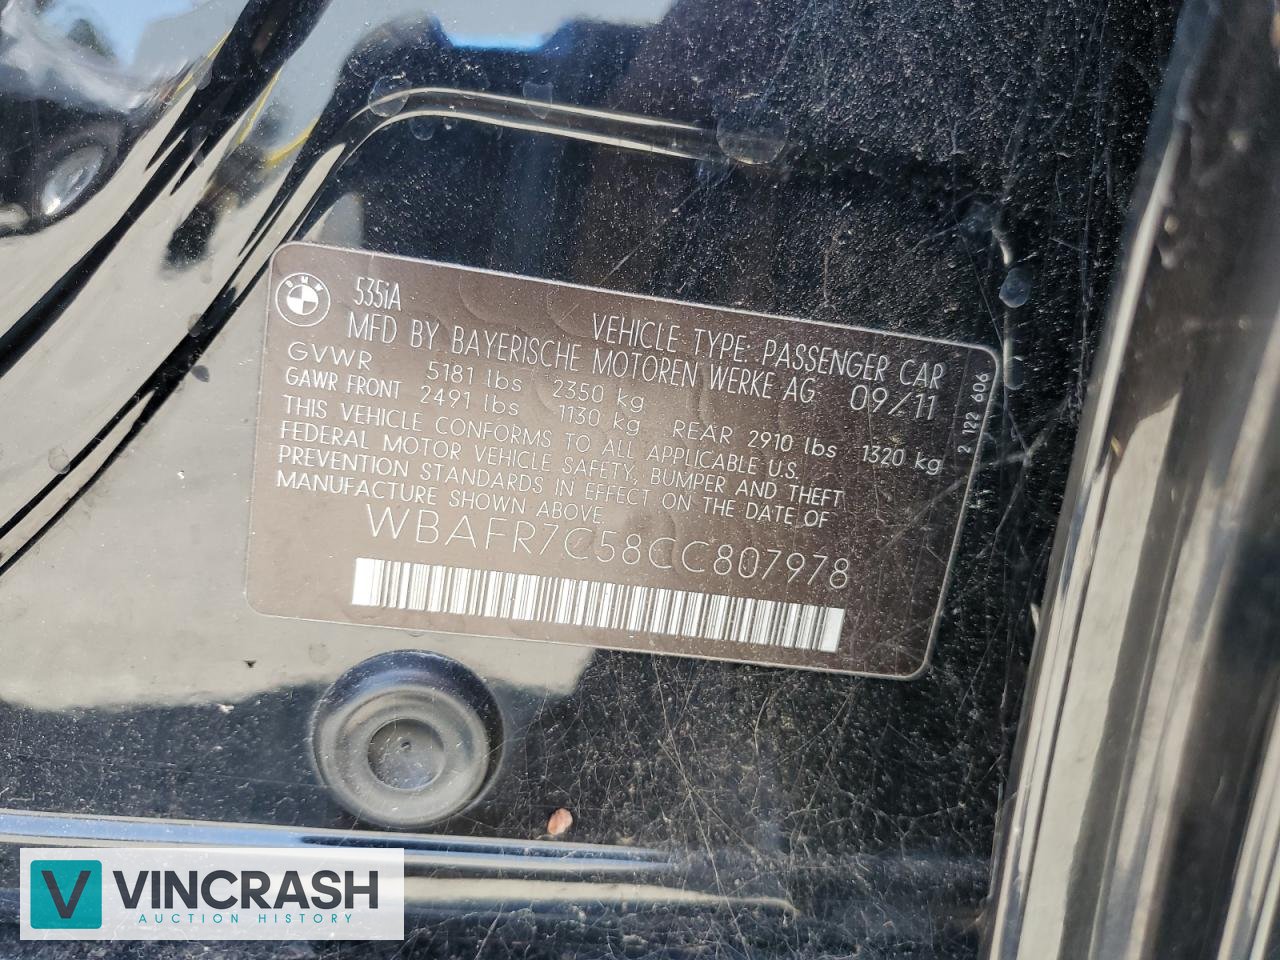 BMW
535iA
VEHICLE TYPE: PASSENGER CAR
MFD BY BAYERISCHE MOTOREN WERKE AG 09/11
GVWR 5181 lbs 2350 kg
GAWR FRONT 2491 lbs 1130 kg REAR 2910 lbs 1320 kg
THIS VEHICLE CONFORMS TO ALL APPLICABLE U.S.
FEDERAL MOTOR VEHICLE SAFETY, BUMPER AND THEFT
PREVENTION STANDARDS IN EFFECT ON THE DATE OF
MANUFACTURE SHOWN ABOVE.
WBAFR7C58CC807978
2 122 606
V VINCRASH
AUCTION HISTORY